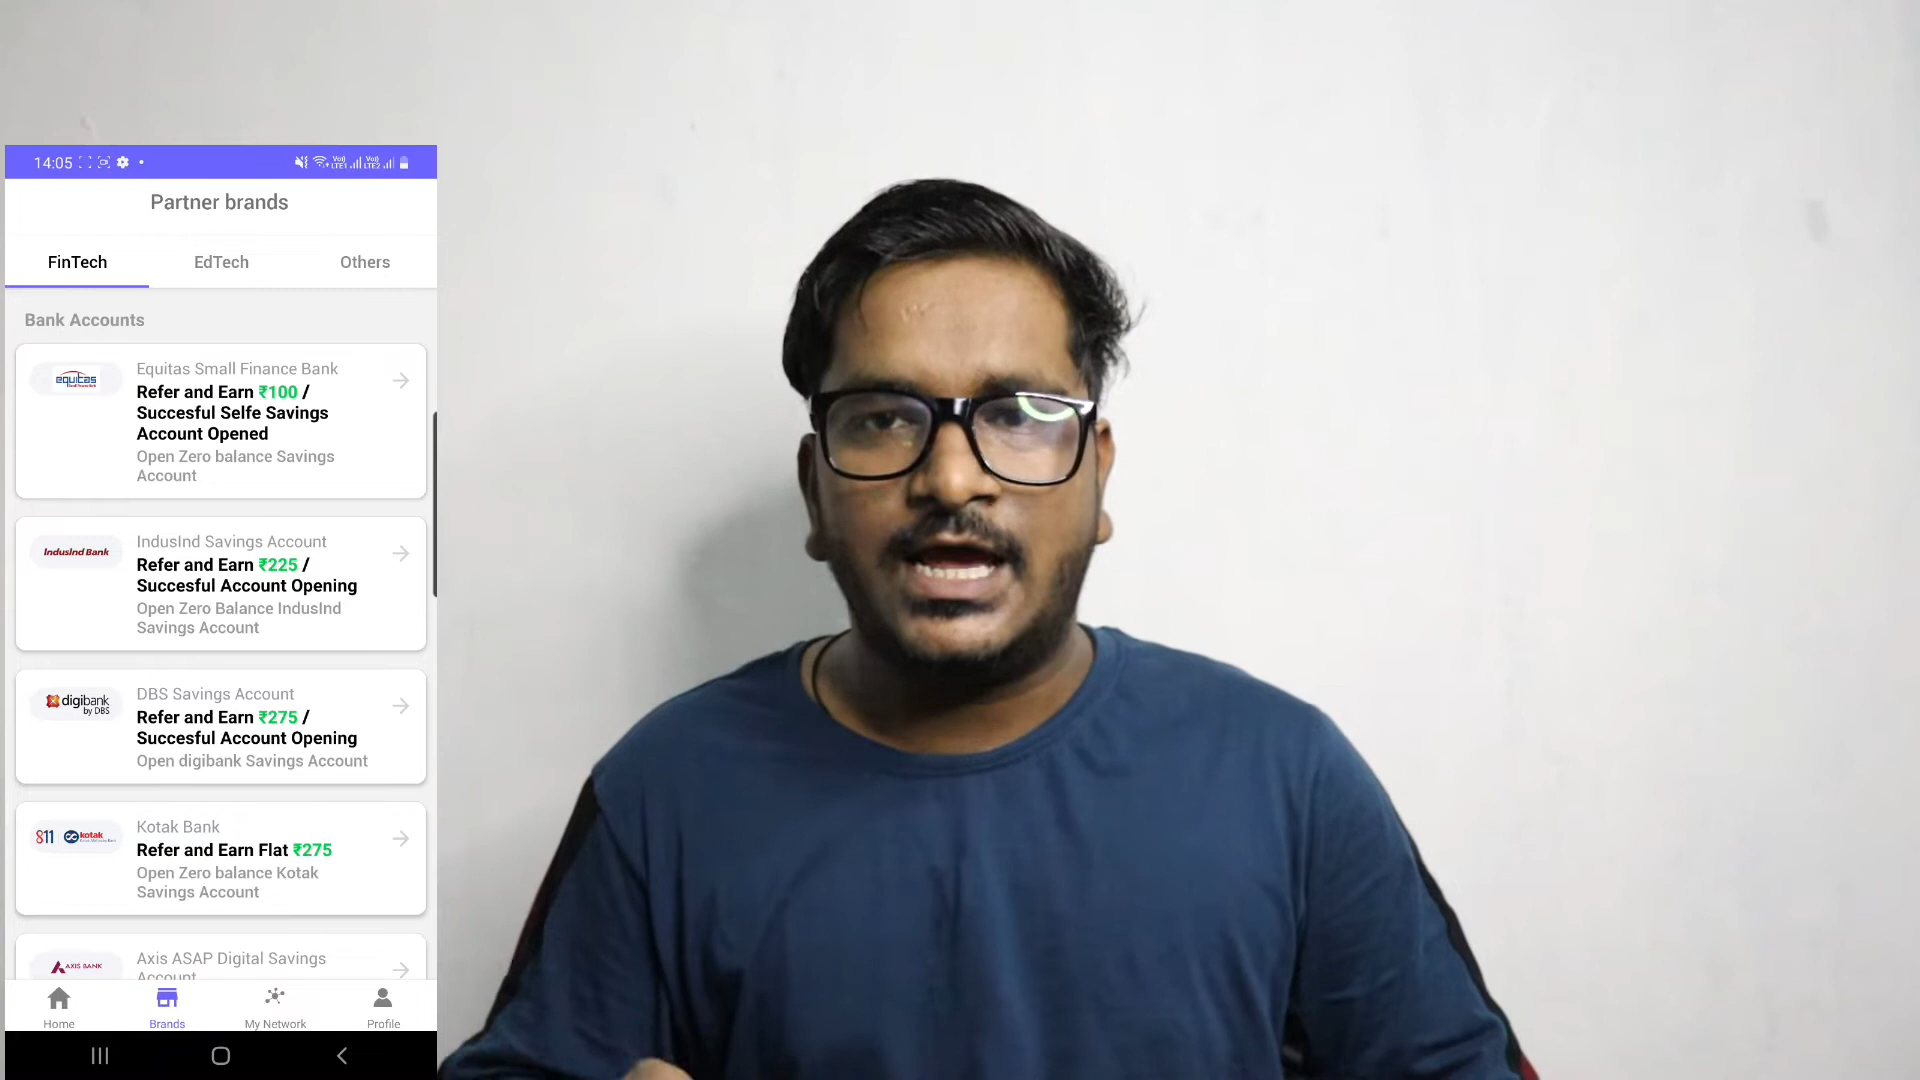 14:05
Partner brands
FinTech
EdTech
Others
Bank Accounts
equitas
Equitas Small Finance Bank
Refer and Earn ₹100 /
Succesful Selfe Savings
Account Opened
Open Zero balance Savings
Account
IndusInd Bank
IndusInd Savings Account
Refer and Earn ₹225 /
Succesful Account Opening
Open Zero Balance IndusInd
Savings Account
digibank
by DBS
DBS Savings Account
Refer and Earn ₹275 /
Succesful Account Opening
Open digibank Savings Account
811 kotak
Kotak Bank
Refer and Earn Flat ₹275
Open Zero balance Kotak
Savings Account
AXIS BANK
Axis ASAP Digital Savings
Account
Home
Brands
My Network
Profile